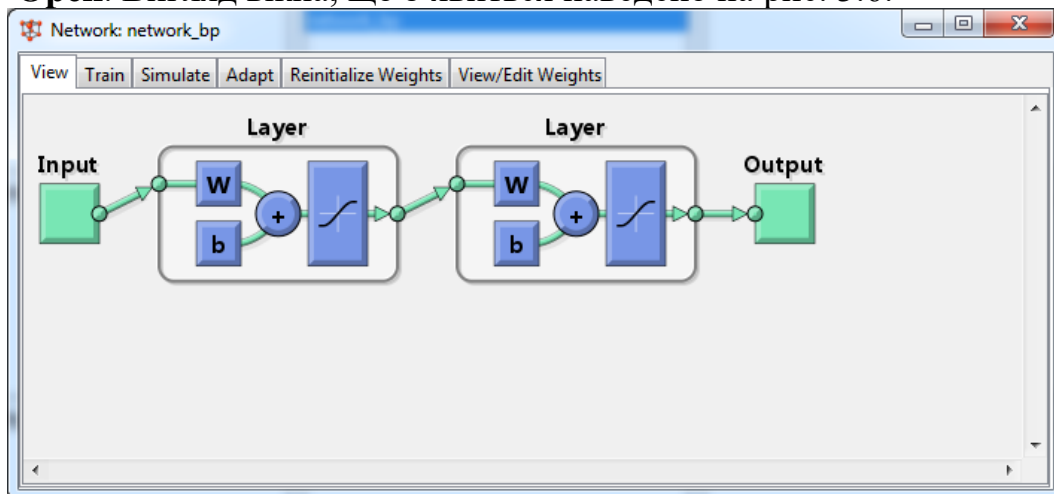 Network: network_bp
View Train Simulate Adapt Reinitialize Weights View/Edit Weights
Layer Layer
Input Output
W W
+ +
b b